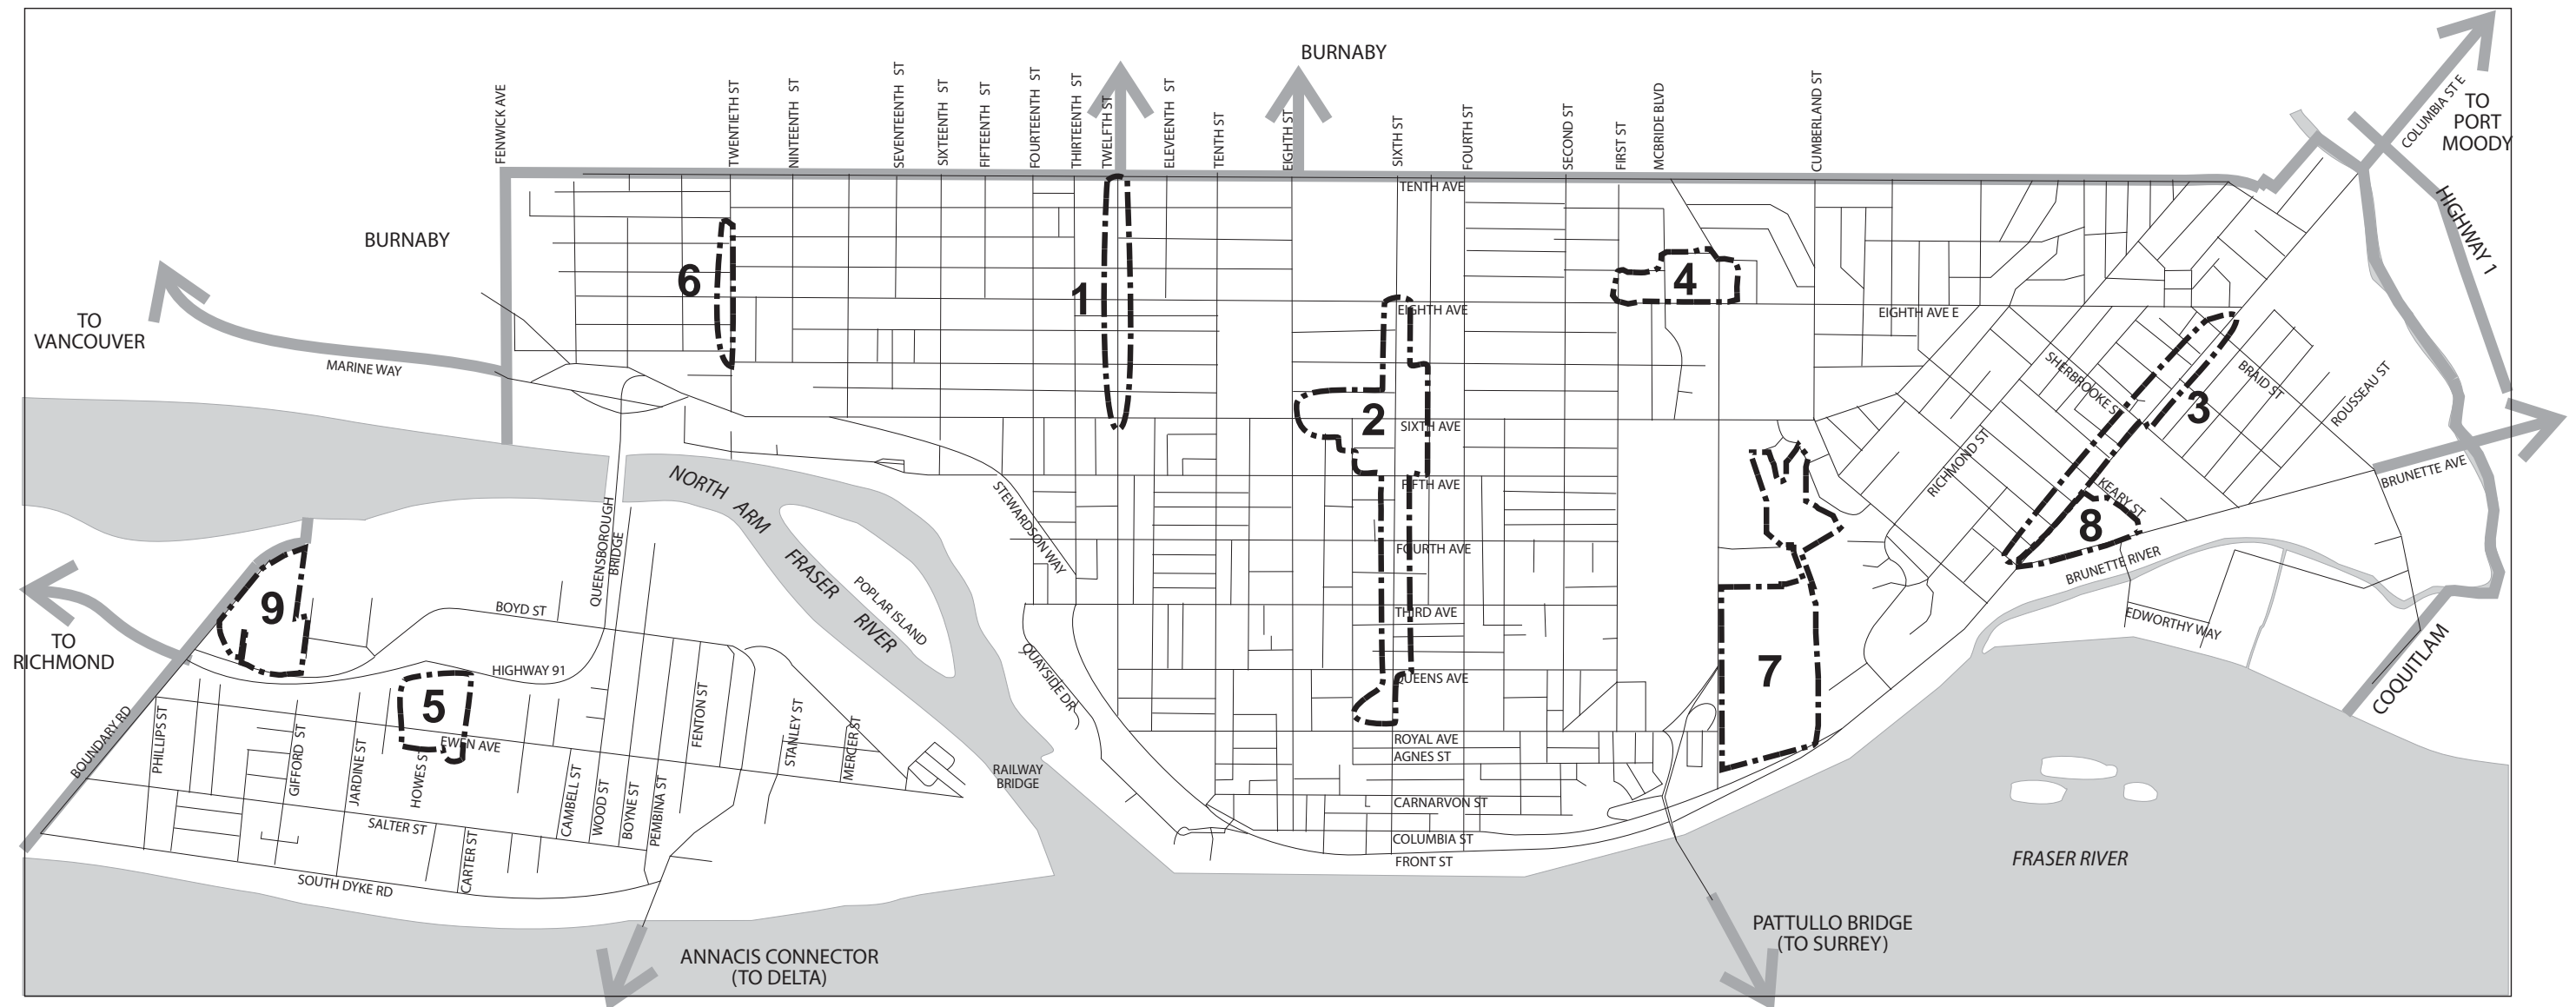 BURNABY
FENWICK AVE
TWENTIETH ST
NINTEENTH ST
SEVENTEENTH ST
SIXTEENTH ST
FIFTEENTH ST
FOURTEENTH ST
THIRTEENTH ST
TWELFTH ST
ELEVENTH ST
TENTH ST
EIGHTH ST
SIXTH ST
FOURTH ST
SECOND ST
FIRST ST
MCBRIDE BLVD
CUMBERLAND ST
COLUMBIA ST E
TO
PORT
MOODY
HIGHWAY 1
TENTH AVE
BURNABY
6
1
4
EIGHTH AVE
EIGHTH AVE E
TO
VANCOUVER
MARINE WAY
SHERBROOKE ST
BRAID ST
ROUSSEAU ST
3
2
SIXTH AVE
RICHMOND ST
BRUNETTE AVE
FIFTH AVE
KEARY ST
8
NORTH ARM
FRASER
RIVER
POPLAR ISLAND
STEWARDSON WAY
QUEENSBOROUGH
BRIDGE
FOURTH AVE
BRUNETTE RIVER
9
BOYD ST
THIRD AVE
EDWORTHY WAY
TO
RICHMOND
HIGHWAY 91
QUAYSIDE DR
QUEENS AVE
7
COQUITLAM
5
BOUNDARY RD
PHILLIPS ST
GIFFORD ST
JARDINE ST
HOWES ST
EWEN AVE
FENTON ST
STANLEY ST
MERCER ST
ROYAL AVE
AGNES ST
RAILWAY
BRIDGE
CAMBELL ST
WOOD ST
BOYNE ST
PEMBINA ST
CARNARVON ST
SALTER ST
CARTER ST
COLUMBIA ST
FRONT ST
FRASER RIVER
SOUTH DYKE RD
PATTULLO BRIDGE
(TO SURREY)
ANNACIS CONNECTOR
(TO DELTA)